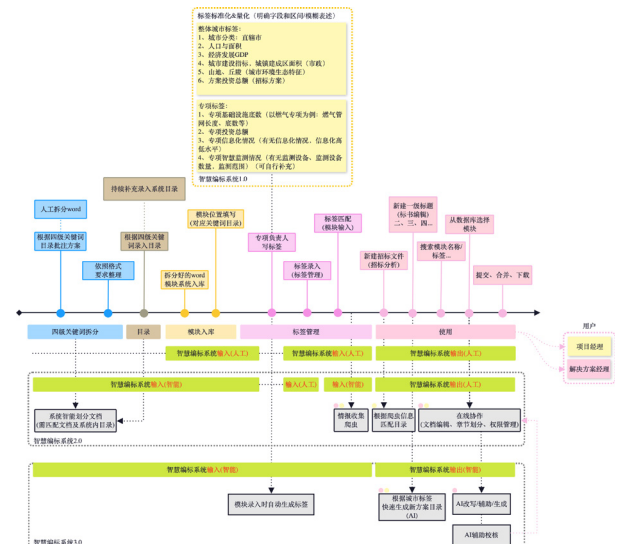 标签标准化&量化（明确字段和区间/模糊表述）
整体城市标签：
1、城市分类：直辖市
2、人口与面积
3、经济发展GDP
4、城市建设指标、城镇建成区面积（市政）
5、山地、丘陵（城市环境生态特征）
6、方案投资总额（招标方案）
专项标签：
1、专项基础设施底数（以燃气专项为例：燃气管
网长度、底数等）
2、专项投资总额
3、专项信息化情况（有无信息化情况、信息化高
低水平）
4、专项智慧监测情况（有无监测设备、监测设备
数量、监测范围）（可自行补充）
智慧编标系统1.0
人工拆分word
根据四级关键词
目录批注方案
依照格式
要求整理
持续补充录入系统目录
根据四级关键
词录入目录
模块位置填写
(对应关键词目录)
拆分好的word
模块系统入库
专项负责人
写标签
标签录入
(标签管理)
标签匹配
(模块输入)
新建招标文件
(招标分析)
新建一级标题
(标书编辑)
二、三、四...
搜索模块名称/
标签...
从数据库选择
模块
提交、合并、下载
四级关键词拆分
目录
模块入库
标签管理
使用
用户
项目经理
解决方案经理
智慧编标系统输入(人工)
智慧编标系统输入(人工)
智慧编标系统输出(人工)
智慧编标系统输入(智能)
输入(人工)
输入(智能)
智慧编标系统输出(人工)
系统智能划分文档
(需匹配文档及系统内目录)
情报收集
爬虫
根据爬虫信息
匹配目录
在线协作
(文档编辑、章节划分、权限管理)
智慧编标系统2.0
智慧编标系统输入(智能)
智慧编标系统输出(智能)
模块录入时自动生成标签
根据城市标签
快速生成新方案目录
(AI)
AI改写/辅助/生成
AI辅助校核
智慧编标系统3.0